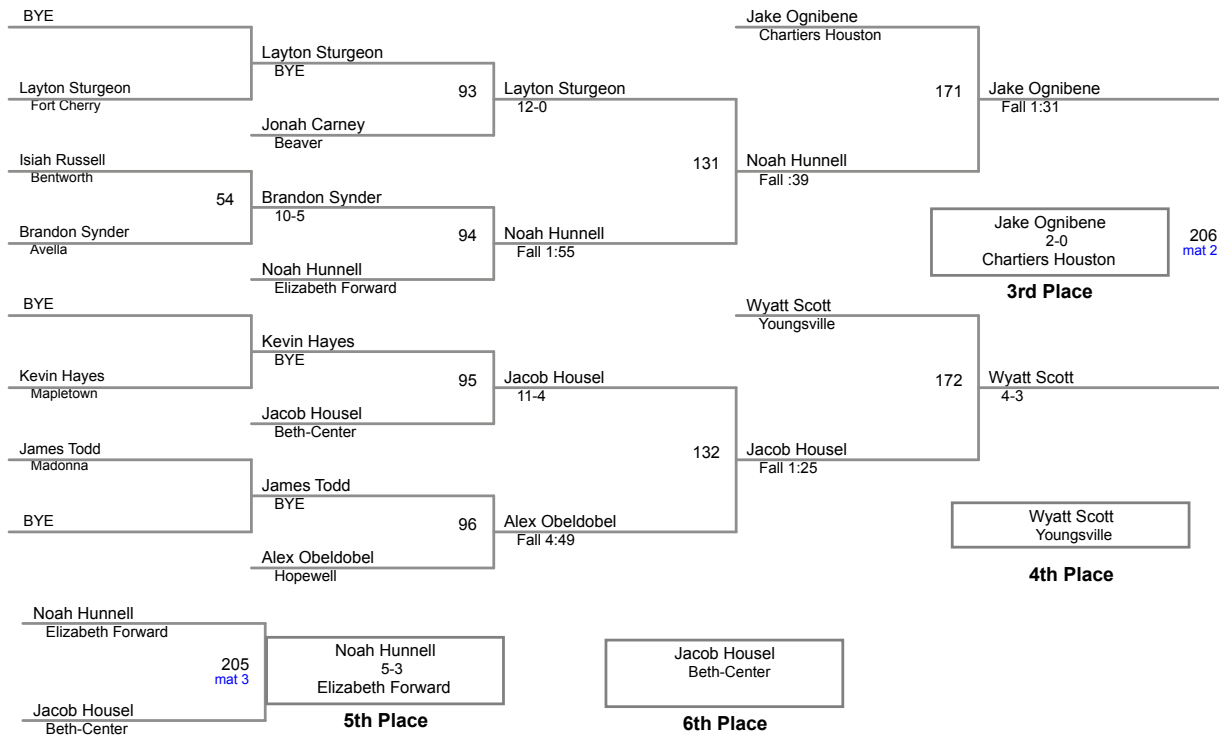 BYE
Layton Sturgeon
Fort Cherry
Isiah Russell
Bentworth
54
Brandon Synder
Avella
BYE
Kevin Hayes
Mapletown
James Todd
Madonna
BYE
Layton Sturgeon
BYE
93
Jonah Carney
Beaver
Brandon Synder
10-5
94
Noah Hunnell
Elizabeth Forward
Kevin Hayes
BYE
95
Jacob Housel
Beth-Center
James Todd
BYE
96
Alex Obeldobel
Hopewell
Layton Sturgeon
12-0
131
Noah Hunnell
Fall 1:55
Jacob Housel
11-4
132
Alex Obeldobel
Fall 4:49
Jake Ognibene
Chartiers Houston
171
Noah Hunnell
Fall :39
Wyatt Scott
Youngsville
172
Jacob Housel
Fall 1:25
Jake Ognibene
Fall 1:31
Jake Ognibene
2-0
Chartiers Houston
206
mat 2
3rd Place
Wyatt Scott
4-3
Wyatt Scott
Youngsville
4th Place
Noah Hunnell
Elizabeth Forward
205
mat 3
Jacob Housel
Beth-Center
Noah Hunnell
5-3
Elizabeth Forward
5th Place
Jacob Housel
Beth-Center
6th Place